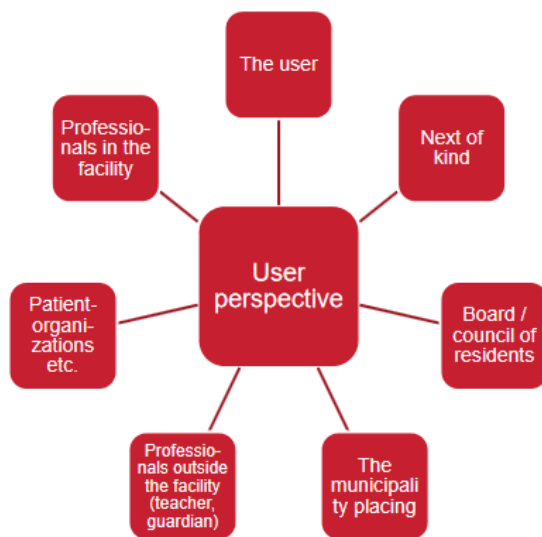 The user
Professio-
nals in the
facility
Next of
kind
User
perspective
Patient-
organi-
zations
etc.
Board /
council of
residents
Professio-
nals outside
the facility
(teacher,
guardian)
The
municipali
ty placing